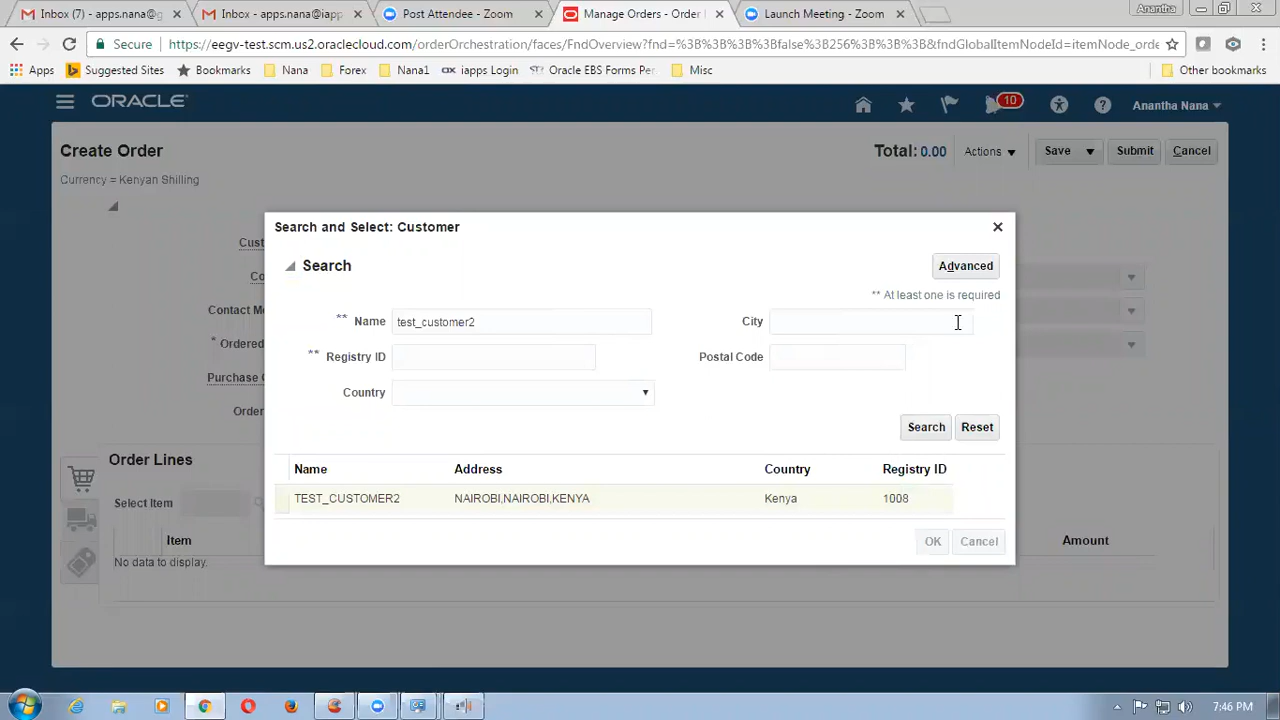 Inbox (7) - apps.nana@g
Inbox - apps.nana@iapp
Post Attendee - Zoom
Manage Orders - Order
Launch Meeting - Zoom
Anantha
Secure
https://eegv-test.scm.us2.oraclecloud.com/orderOrchestration/faces/FndOverview?fnd=%3B%3B%3B%3Bfalse%3B256%3B%3B%3B&fndGlobalItemNodeId=itemNode_orde
Apps
Suggested Sites
Bookmarks
Nana
Forex
Nana1
iapps Login
Oracle EBS Forms Per
Misc
Other bookmarks
ORACLE
10
Anantha Nana
Create Order
Total: 0.00
Actions
Save
Submit
Cancel
Currency = Kenyan Shilling
Search and Select: Customer
Search
Advanced
** At least one is required
** Name test_customer2
City
** Registry ID
Postal Code
Country
Search
Reset
Name Address Country Registry ID
TEST_CUSTOMER2 NAIROBI,NAIROBI,KENYA Kenya 1008
OK
Cancel
Cust
Co
Contact Me
* Ordered
Purchase
Order
Order Lines
Select Item
Item
Amount
No data to display.
7:46 PM